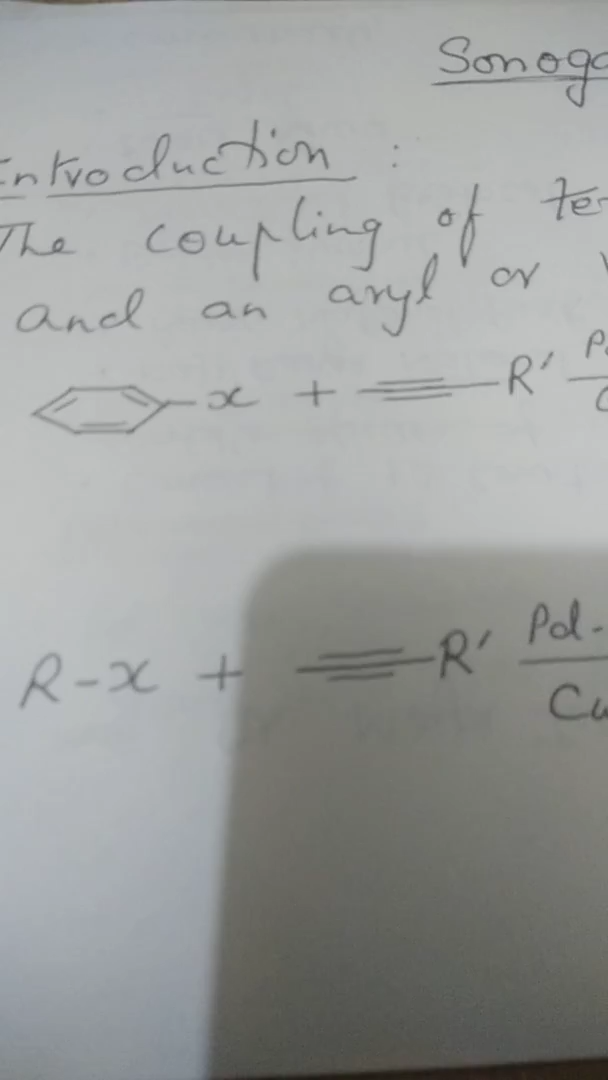 Sonoga
Introduction :
The coupling of te
and an aryl or
x + ≡ R' P
R-x + ≡ R' Pd-
Cu